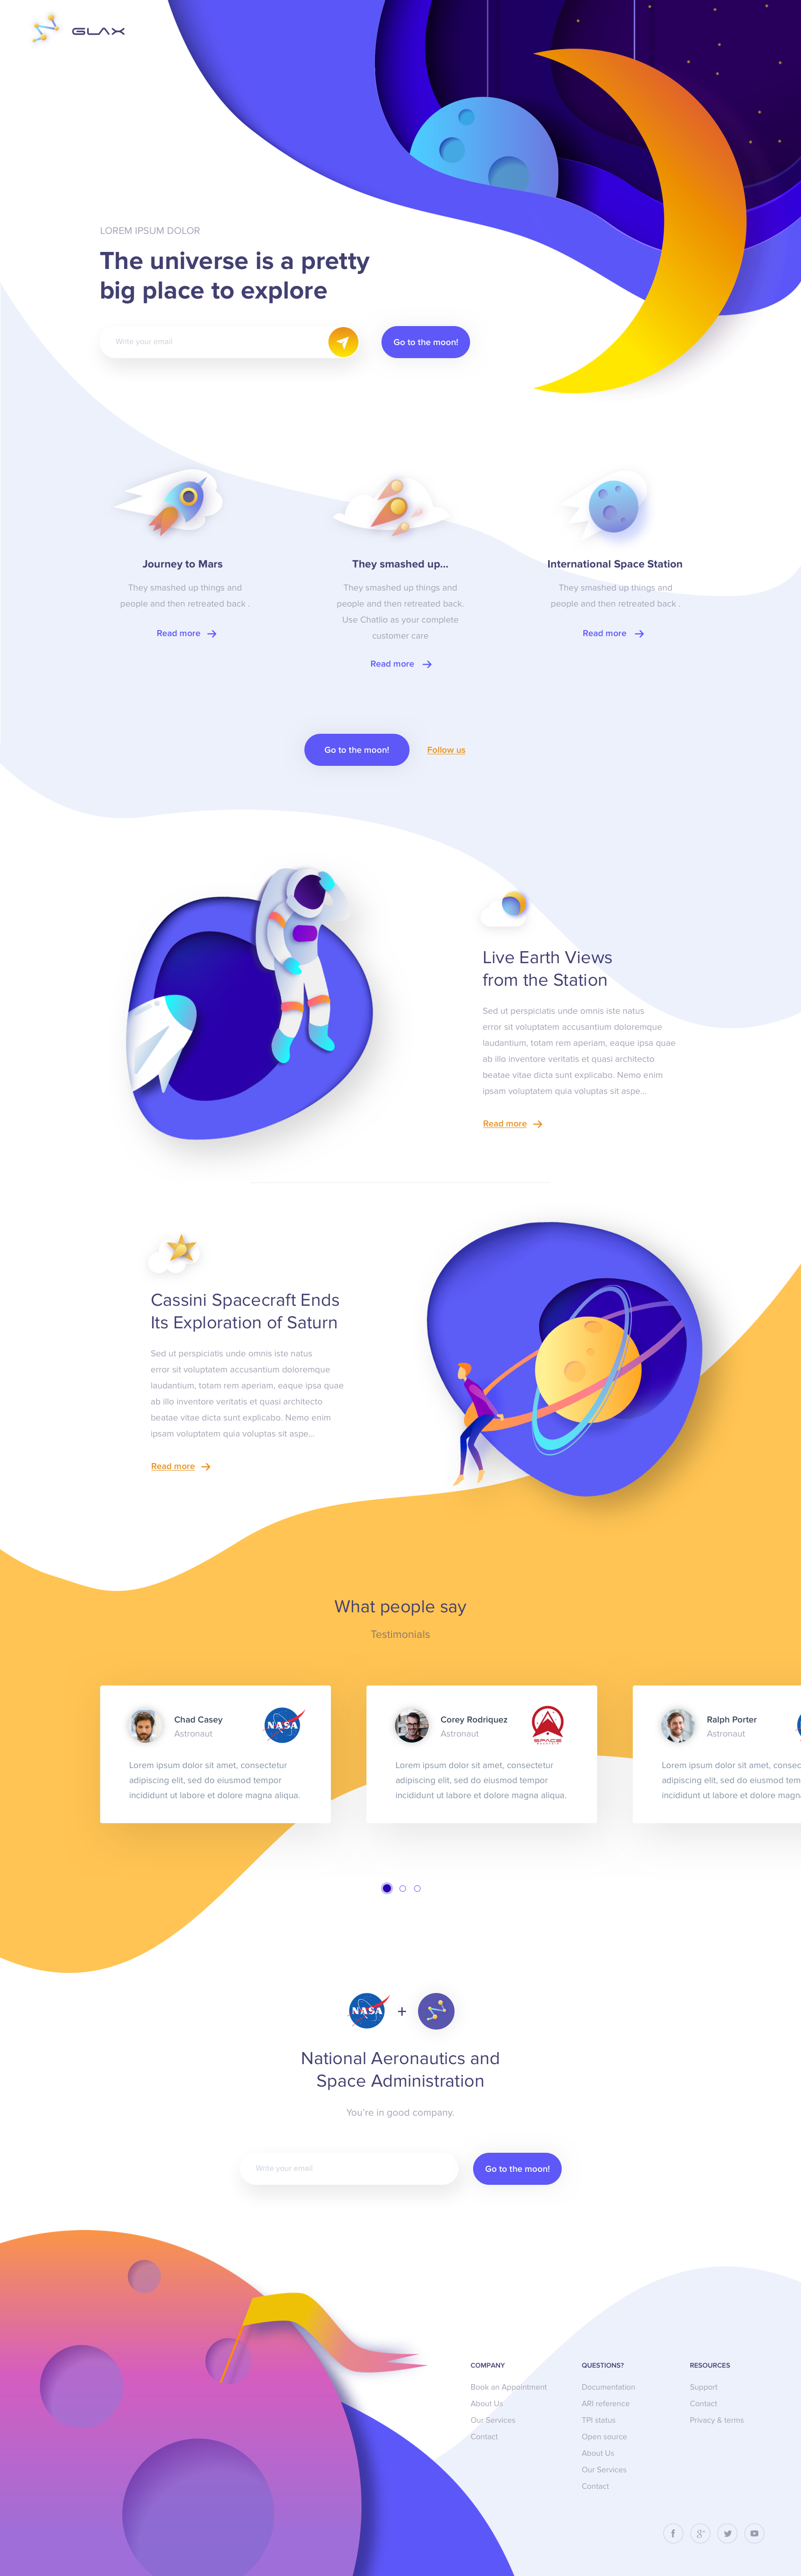 GLAX
LOREM IPSUM DOLOR
The universe is a pretty
big place to explore
Write your email
Go to the moon!
Journey to Mars
They smashed up things and
people and then retreated back .
Read more
They smashed up...
They smashed up things and
people and then retreated back.
Use Chatlio as your complete
customer care
Read more
International Space Station
They smashed up things and
people and then retreated back .
Read more
Go to the moon!
Follow us
Live Earth Views
from the Station
Sed ut perspiciatis unde omnis iste natus
error sit voluptatem accusantium doloremque
laudantium, totam rem aperiam, eaque ipsa quae
ab illo inventore veritatis et quasi architecto
beatae vitae dicta sunt explicabo. Nemo enim
ipsam voluptatem quia voluptas sit aspe...
Read more
Cassini Spacecraft Ends
Its Exploration of Saturn
Sed ut perspiciatis unde omnis iste natus
error sit voluptatem accusantium doloremque
laudantium, totam rem aperiam, eaque ipsa quae
ab illo inventore veritatis et quasi architecto
beatae vitae dicta sunt explicabo. Nemo enim
ipsam voluptatem quia voluptas sit aspe...
Read more
What people say
Testimonials
Chad Casey
Astronaut
NASA
Lorem ipsum dolor sit amet, consectetur
adipiscing elit, sed do eiusmod tempor
incididunt ut labore et dolore magna aliqua.
Corey Rodriquez
Astronaut
SPACE
Lorem ipsum dolor sit amet, consectetur
adipiscing elit, sed do eiusmod tempor
incididunt ut labore et dolore magna aliqua.
Ralph Porter
Astronaut
Lorem ipsum dolor sit amet, consec
adipiscing elit, sed do eiusmod tem
incididunt ut labore et dolore magn
NASA
+
National Aeronautics and
Space Administration
You're in good company.
Write your email
Go to the moon!
COMPANY
Book an Appointment
About Us
Our Services
Contact
QUESTIONS?
Documentation
ARI reference
TPI status
Open source
About Us
Our Services
Contact
RESOURCES
Support
Contact
Privacy & terms